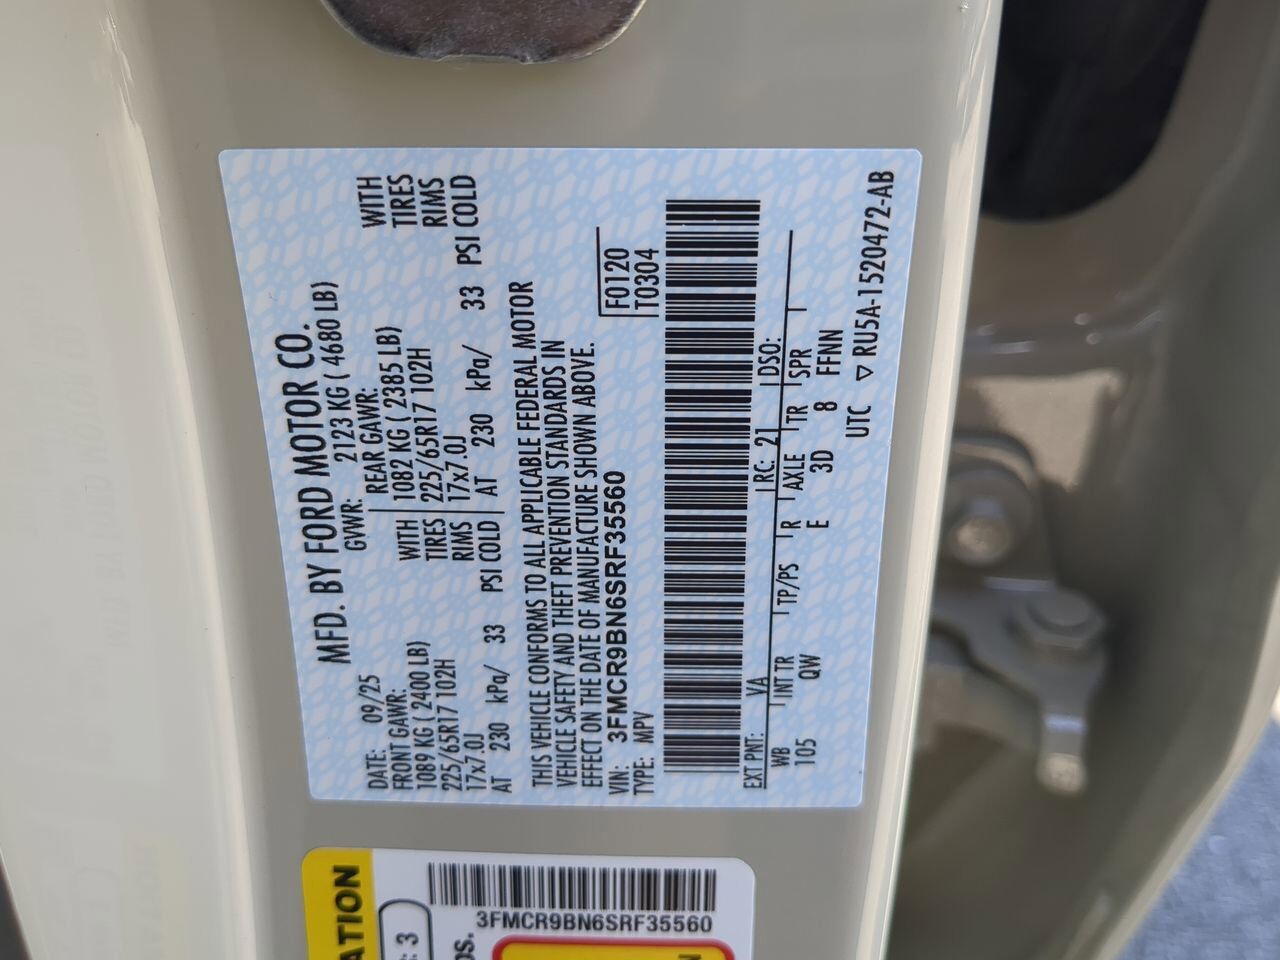 MFD. BY FORD MOTOR CO.
DATE: 09/25 GVWR: 2123 KG ( 4680 LB)
FRONT GAWR: REAR GAWR:
1089 KG ( 2400 LB) WITH 1082 KG ( 2385 LB) WITH
225/65R17 102H TIRES 225/65R17 102H TIRES
17x7.0J RIMS 17x7.0J RIMS
AT 230 kPa/ 33 PSI COLD AT 230 kPa/ 33 PSI COLD
THIS VEHICLE CONFORMS TO ALL APPLICABLE FEDERAL MOTOR
VEHICLE SAFETY AND THEFT PREVENTION STANDARDS IN
EFFECT ON THE DATE OF MANUFACTURE SHOWN ABOVE.
VIN: 3FMCR9BN6SRF35560 F0120
TYPE: MPV T0304
EXT PNT: VA RC: 21 DSO:
WB INT TR TP/PS R AXLE TR SPR
105 QW E 3D 8 FFNN
UTC ▽ RU5A-1520472-AB
ATION
: 3
OS.
3FMCR9BN6SRF35560
N